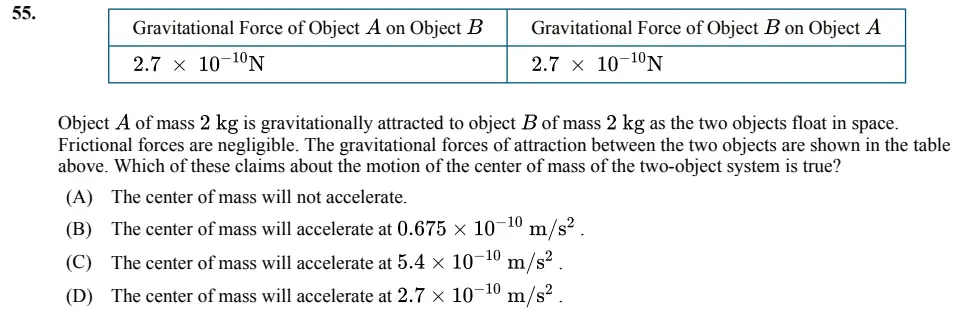 55.
Gravitational Force of Object A on Object B
Gravitational Force of Object B on Object A
2.7 × 10⁻¹⁰N
2.7 × 10⁻¹⁰N
Object A of mass 2 kg is gravitationally attracted to object B of mass 2 kg as the two objects float in space.
Frictional forces are negligible. The gravitational forces of attraction between the two objects are shown in the table
above. Which of these claims about the motion of the center of mass of the two-object system is true?
(A) The center of mass will not accelerate.
(B) The center of mass will accelerate at 0.675 × 10⁻¹⁰ m/s² .
(C) The center of mass will accelerate at 5.4 × 10⁻¹⁰ m/s² .
(D) The center of mass will accelerate at 2.7 × 10⁻¹⁰ m/s² .